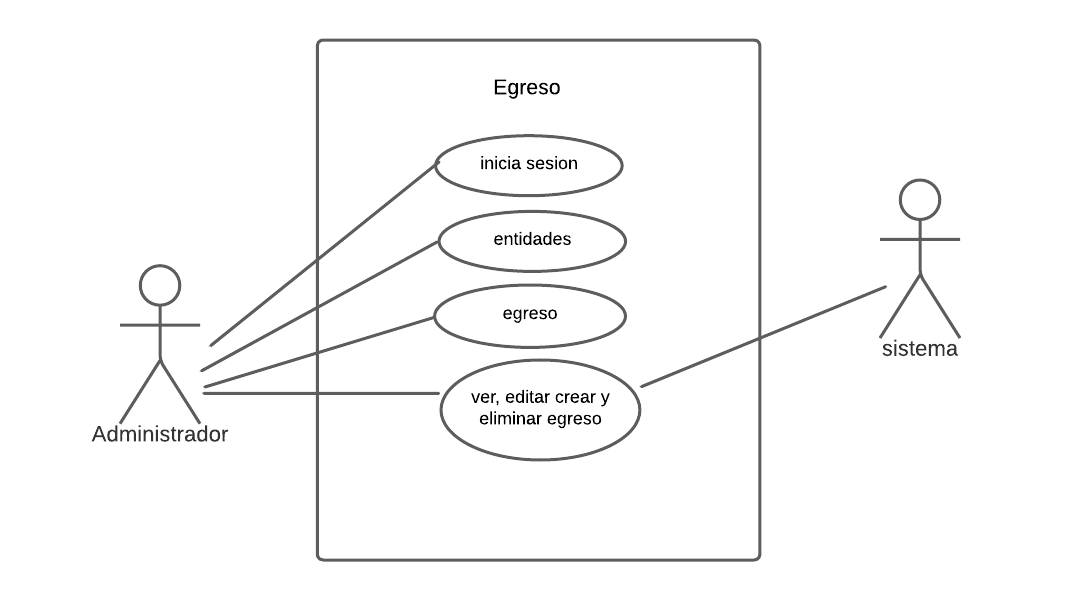 Egreso
inicia sesion
entidades
egreso
ver, editar crear y
eliminar egreso
Administrador
sistema